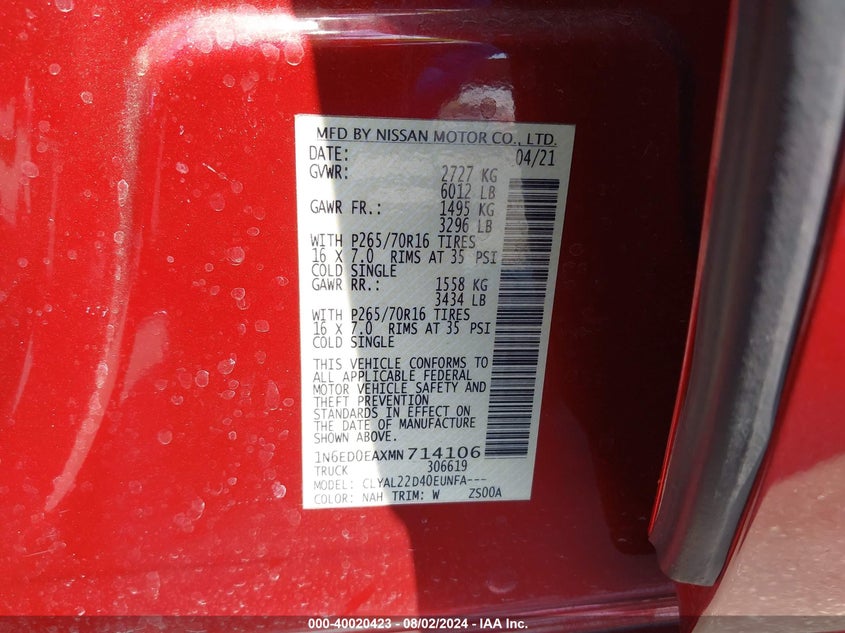 MFD BY NISSAN MOTOR CO., LTD.
DATE: 04/21
GVWR: 2727 KG
6012 LB
GAWR FR.: 1495 KG
3296 LB
WITH P265/70R16 TIRES
16 X 7.0 RIMS AT 35 PSI
COLD SINGLE
GAWR RR.: 1558 KG
3434 LB
WITH P265/70R16 TIRES
16 X 7.0 RIMS AT 35 PSI
COLD SINGLE
THIS VEHICLE CONFORMS TO
ALL APPLICABLE FEDERAL
MOTOR VEHICLE SAFETY AND
THEFT PREVENTION
STANDARDS IN EFFECT ON
THE DATE OF MANUFACTURE
SHOWN ABOVE.
1N6ED0EAXMN714106
TRUCK 306619
MODEL: CLYAL22D40EUNFA---
COLOR: NAH TRIM: W ZS00A
000-40020423 - 08/02/2024 - IAA Inc.